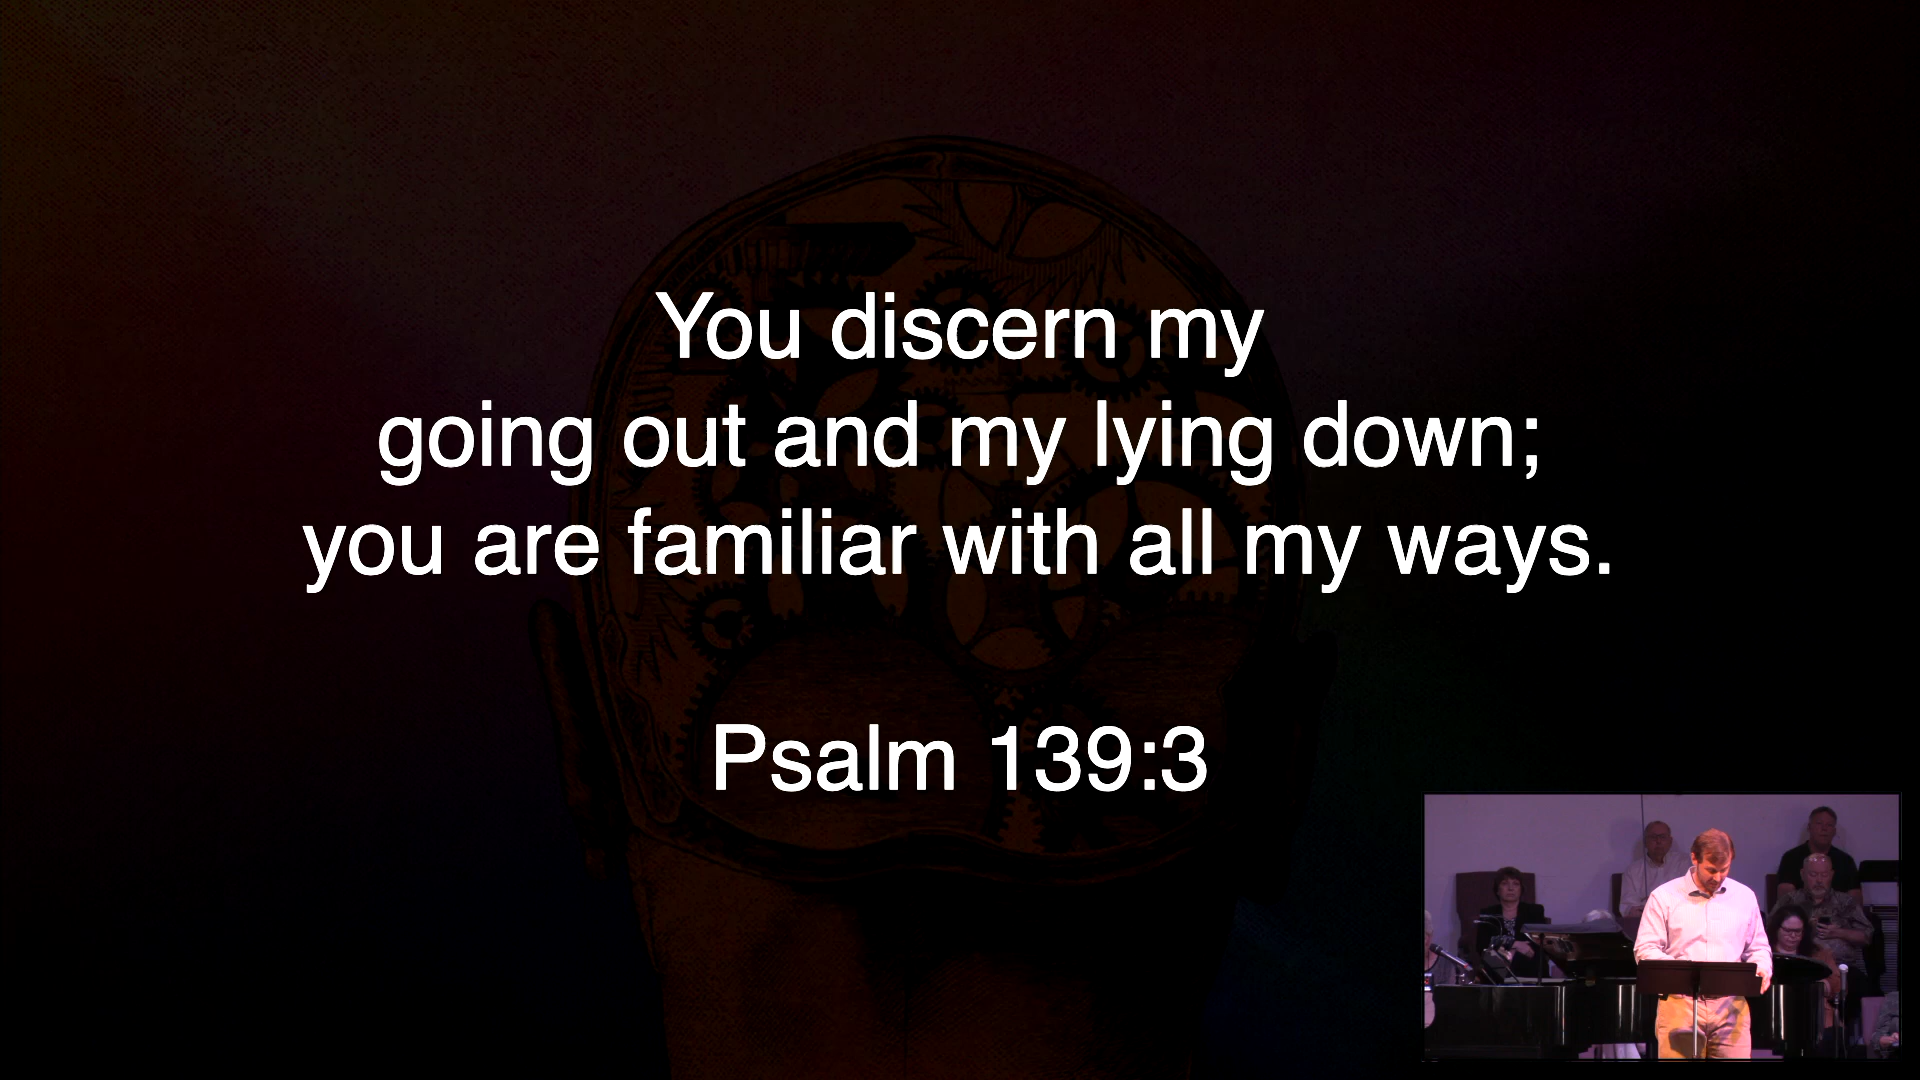 You discern my
going out and my lying down;
you are familiar with all my ways.
Psalm 139:3